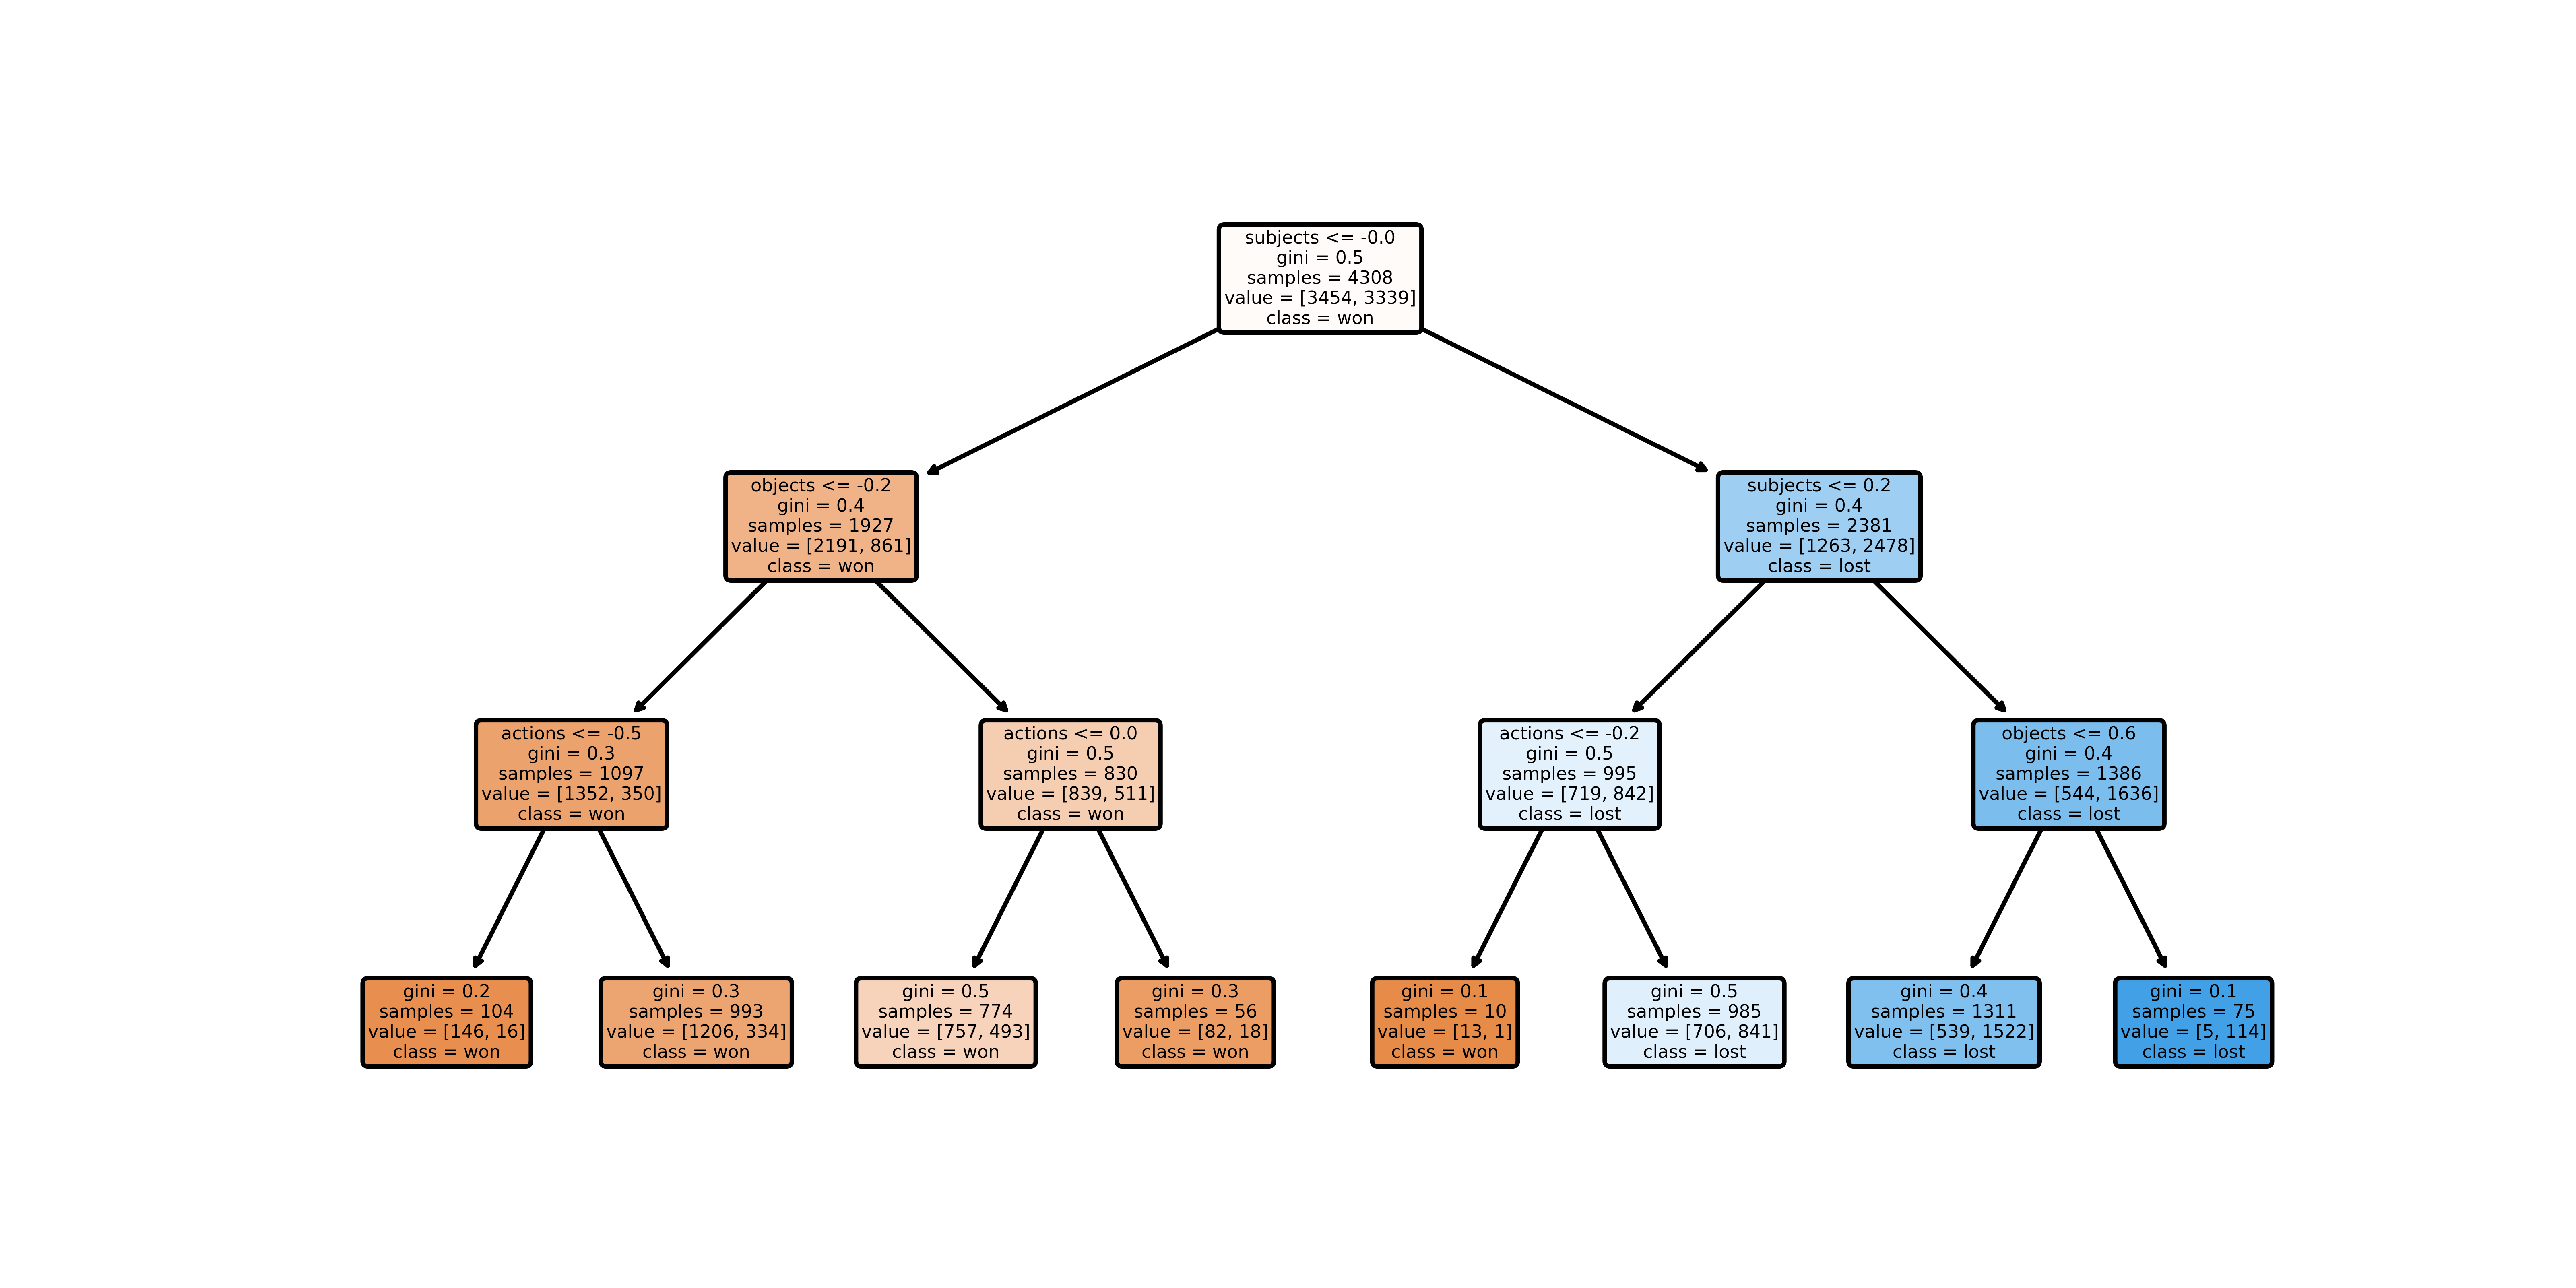 subjects <= -0.0
gini = 0.5
samples = 4308
value = [3454, 3339]
class = won
objects <= -0.2
gini = 0.4
samples = 1927
value = [2191, 861]
class = won
subjects <= 0.2
gini = 0.4
samples = 2381
value = [1263, 2478]
class = lost
actions <= -0.5
gini = 0.3
samples = 1097
value = [1352, 350]
class = won
actions <= 0.0
gini = 0.5
samples = 830
value = [839, 511]
class = won
actions <= -0.2
gini = 0.5
samples = 995
value = [719, 842]
class = lost
objects <= 0.6
gini = 0.4
samples = 1386
value = [544, 1636]
class = lost
gini = 0.2
samples = 104
value = [146, 16]
class = won
gini = 0.3
samples = 993
value = [1206, 334]
class = won
gini = 0.5
samples = 774
value = [757, 493]
class = won
gini = 0.3
samples = 56
value = [82, 18]
class = won
gini = 0.1
samples = 10
value = [13, 1]
class = won
gini = 0.5
samples = 985
value = [706, 841]
class = lost
gini = 0.4
samples = 1311
value = [539, 1522]
class = lost
gini = 0.1
samples = 75
value = [5, 114]
class = lost